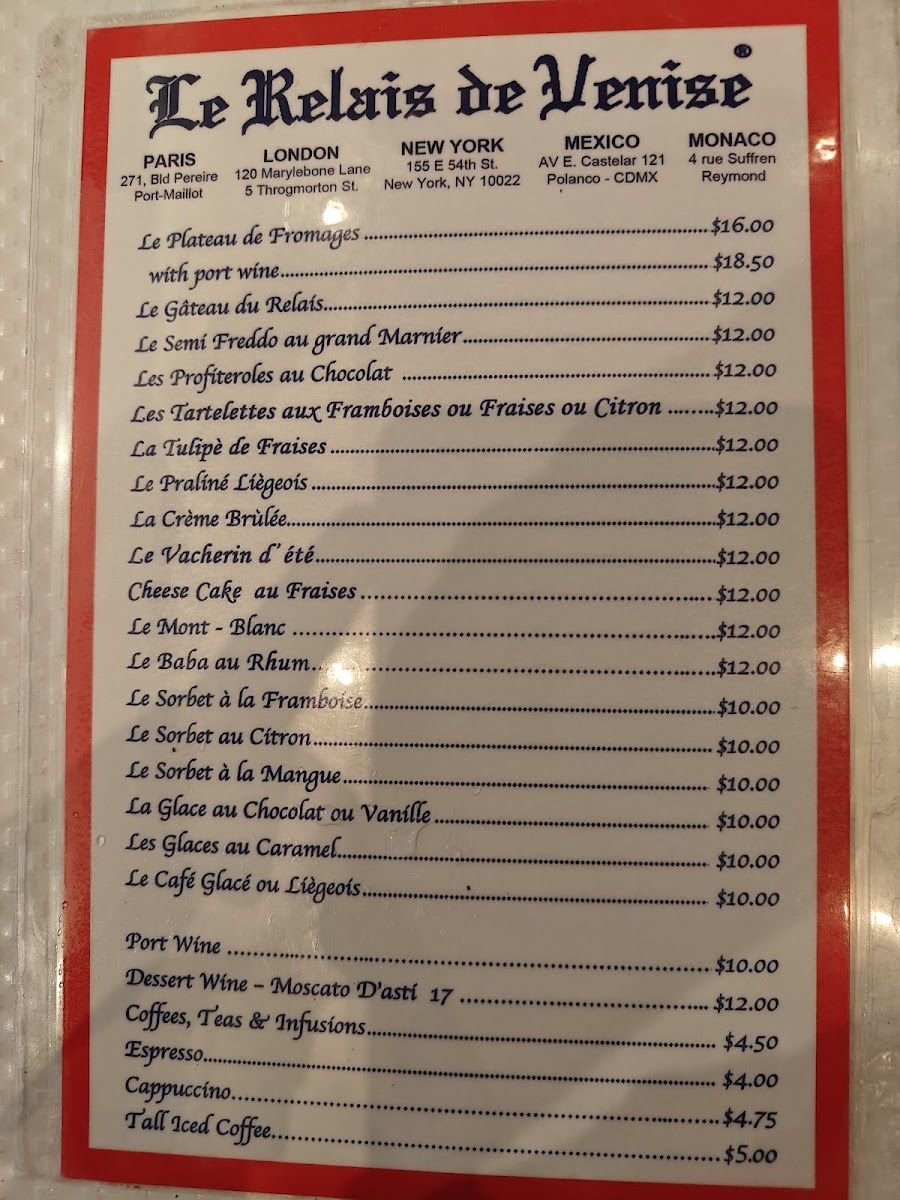 Le Relais de Venise®
PARIS
271, Bld Pereire
Port-Maillot
LONDON
120 Marylebone Lane
5 Throgmorton St.
NEW YORK
155 E 54th St.
New York, NY 10022
MEXICO
AV E. Castelar 121
Polanco - CDMX
MONACO
4 rue Suffren
Reymond
Le Plateau de Fromages $16.00
with port wine $18.50
Le Gâteau du Relais $12.00
Le Semi Freddo au grand Marnier $12.00
Les Profiteroles au Chocolat $12.00
Les Tartelettes aux Framboises ou Fraises ou Citron $12.00
La Tulipè de Fraises $12.00
Le Praliné Liègeois $12.00
La Crème Brùlée $12.00
Le Vacherin d'été $12.00
Cheese Cake au Fraises $12.00
Le Mont - Blanc $12.00
Le Baba au Rhum $12.00
Le Sorbet à la Framboise $10.00
Le Sorbet au Citron $10.00
Le Sorbet à la Mangue $10.00
La Glace au Chocolat ou Vanille $10.00
Les Glaces au Caramel $10.00
Le Café Glacé ou Liègeois $10.00
Port Wine $10.00
Dessert Wine – Moscato D'asti 17 $12.00
Coffees, Teas & Infusions $4.50
Espresso $4.00
Cappuccino $4.75
Tall Iced Coffee $5.00